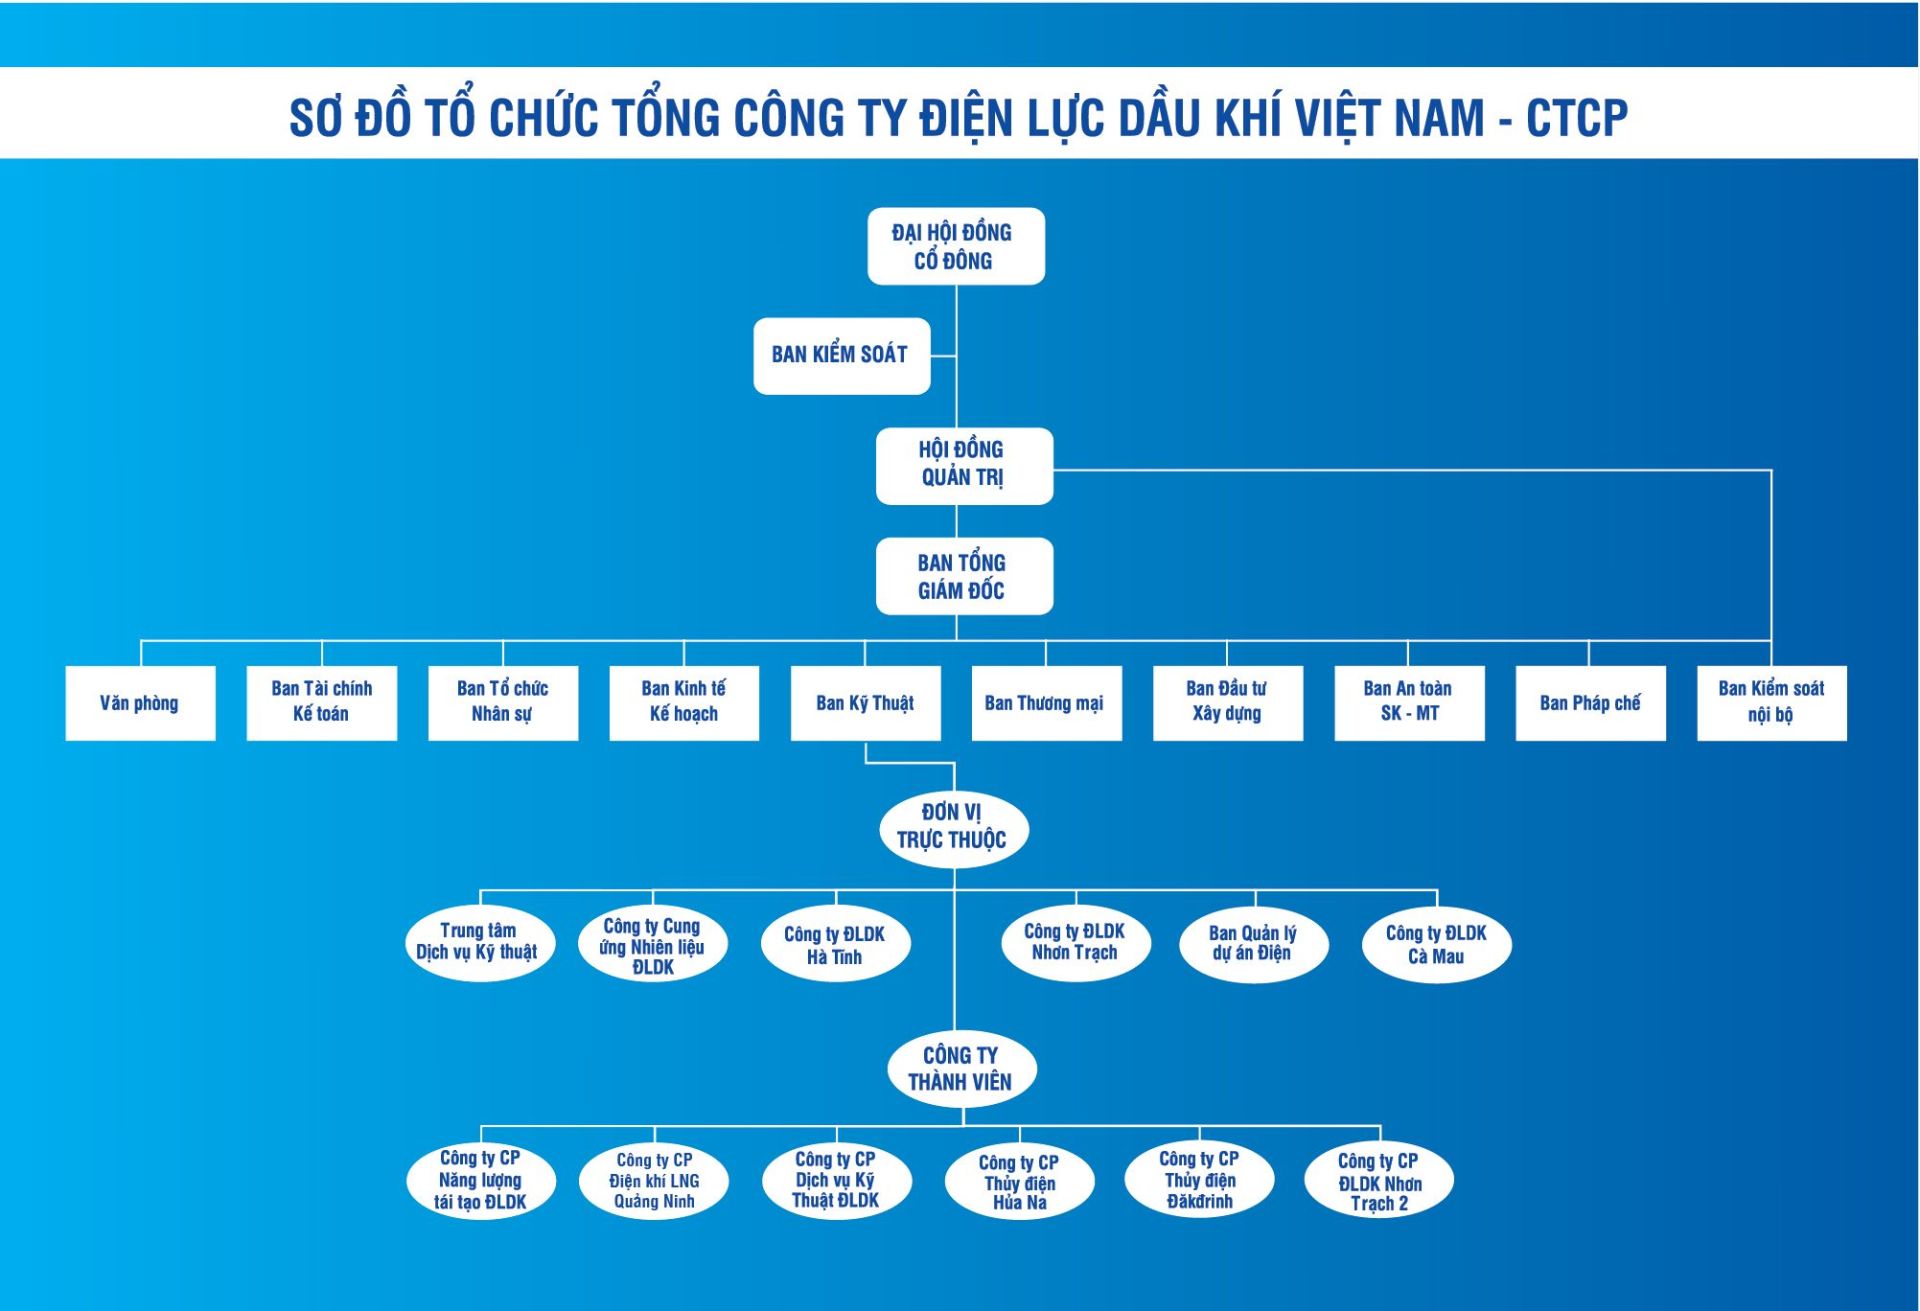 SƠ ĐỒ TỔ CHỨC TỔNG CÔNG TY ĐIỆN LỰC DẦU KHÍ VIỆT NAM - CTCP
ĐẠI HỘI ĐỒNG
CỔ ĐÔNG
BAN KIỂM SOÁT
HỘI ĐỒNG
QUẢN TRỊ
BAN TỔNG
GIÁM ĐỐC
Văn phòng
Ban Tài chính
Kế toán
Ban Tổ chức
Nhân sự
Ban Kinh tế
Kế hoạch
Ban Kỹ Thuật
Ban Thương mại
Ban Đầu tư
Xây dựng
Ban An toàn
SK - MT
Ban Pháp chế
Ban Kiểm soát
nội bộ
ĐƠN VỊ
TRỰC THUỘC
Trung tâm
Dịch vụ Kỹ thuật
Công ty Cung
ứng Nhiên liệu
ĐLDK
Công ty ĐLDK
Hà Tĩnh
Công ty ĐLDK
Nhơn Trạch
Ban Quản lý
dự án Điện
Công ty ĐLDK
Cà Mau
CÔNG TY
THÀNH VIÊN
Công ty CP
Năng lượng
tái tạo ĐLDK
Công ty CP
Điện khí LNG
Quảng Ninh
Công ty CP
Dịch vụ Kỹ
Thuật ĐLDK
Công ty CP
Thủy điện
Hủa Na
Công ty CP
Thủy điện
Đăkđrinh
Công ty CP
ĐLDK Nhơn
Trạch 2